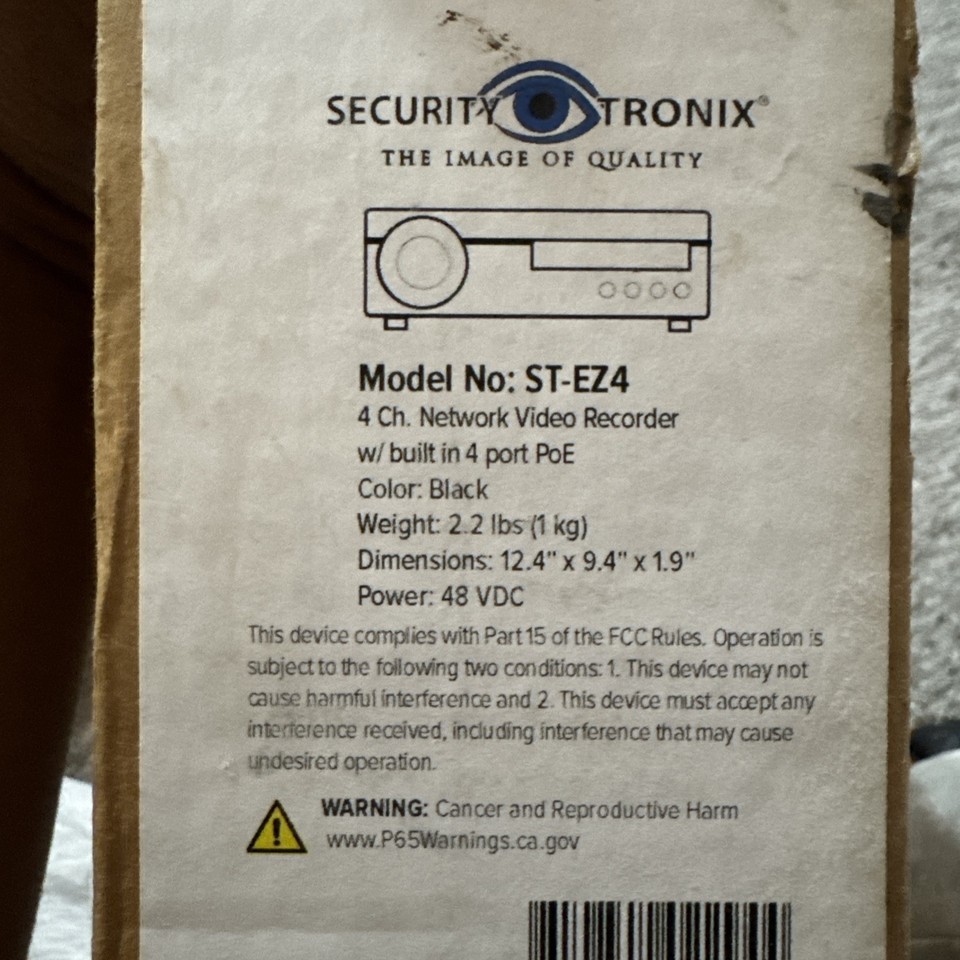 SECURITY TRONIX®
THE IMAGE OF QUALITY
Model No: ST-EZ4
4 Ch. Network Video Recorder
w/ built in 4 port PoE
Color: Black
Weight: 2.2 lbs (1 kg)
Dimensions: 12.4" x 9.4" x 1.9"
Power: 48 VDC
This device complies with Part 15 of the FCC Rules. Operation is
subject to the following two conditions: 1. This device may not
cause harmful interference and 2. This device must accept any
interference received, including interference that may cause
undesired operation.
WARNING: Cancer and Reproductive Harm
www.P65Warnings.ca.gov